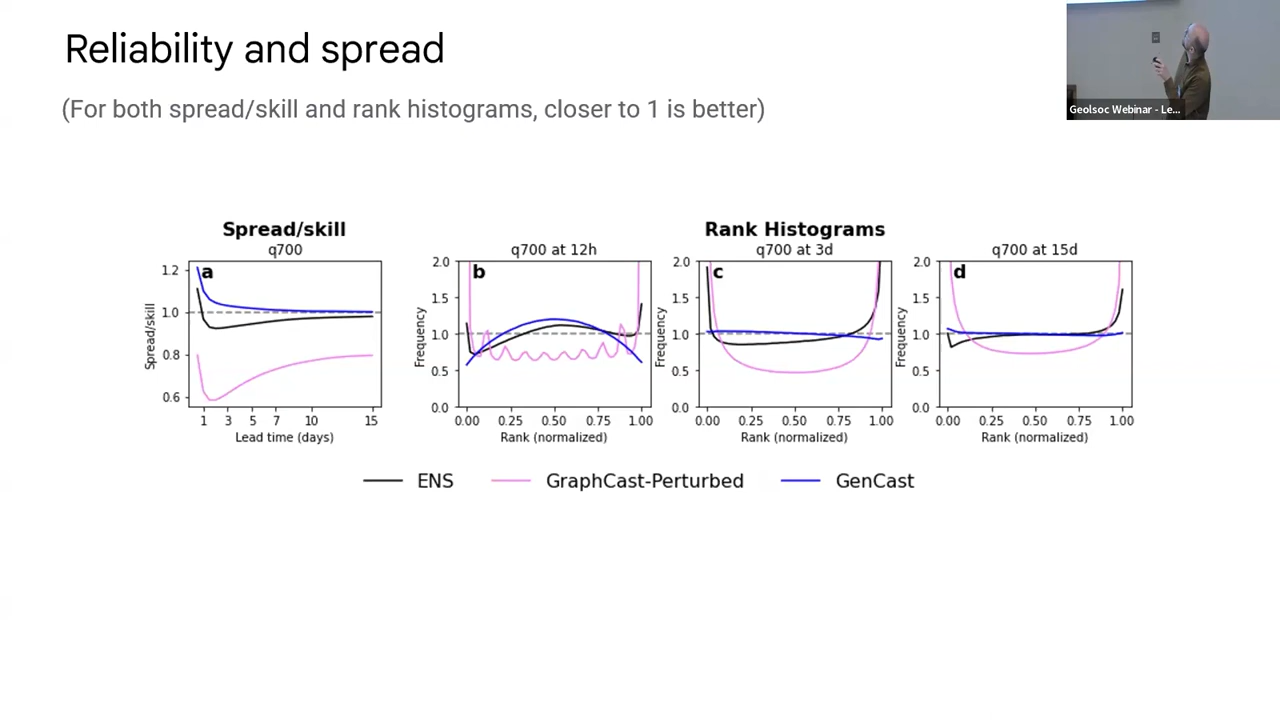 Reliability and spread
(For both spread/skill and rank histograms, closer to 1 is better)
Geolsoc Webinar - Le...
Spread/skill
Rank Histograms
q700
q700 at 12h
q700 at 3d
q700 at 15d
a
b
c
d
Spread/skill
1.2
1.0
0.8
0.6
1 3 5 7 10 15
Lead time (days)
Frequency
2.0
1.5
1.0
0.5
0.0
0.00 0.25 0.50 0.75 1.00
Rank (normalized)
Frequency
2.0
1.5
1.0
0.5
0.0
0.00 0.25 0.50 0.75 1.00
Rank (normalized)
Frequency
2.0
1.5
1.0
0.5
0.0
0.00 0.25 0.50 0.75 1.00
Rank (normalized)
ENS GraphCast-Perturbed GenCast